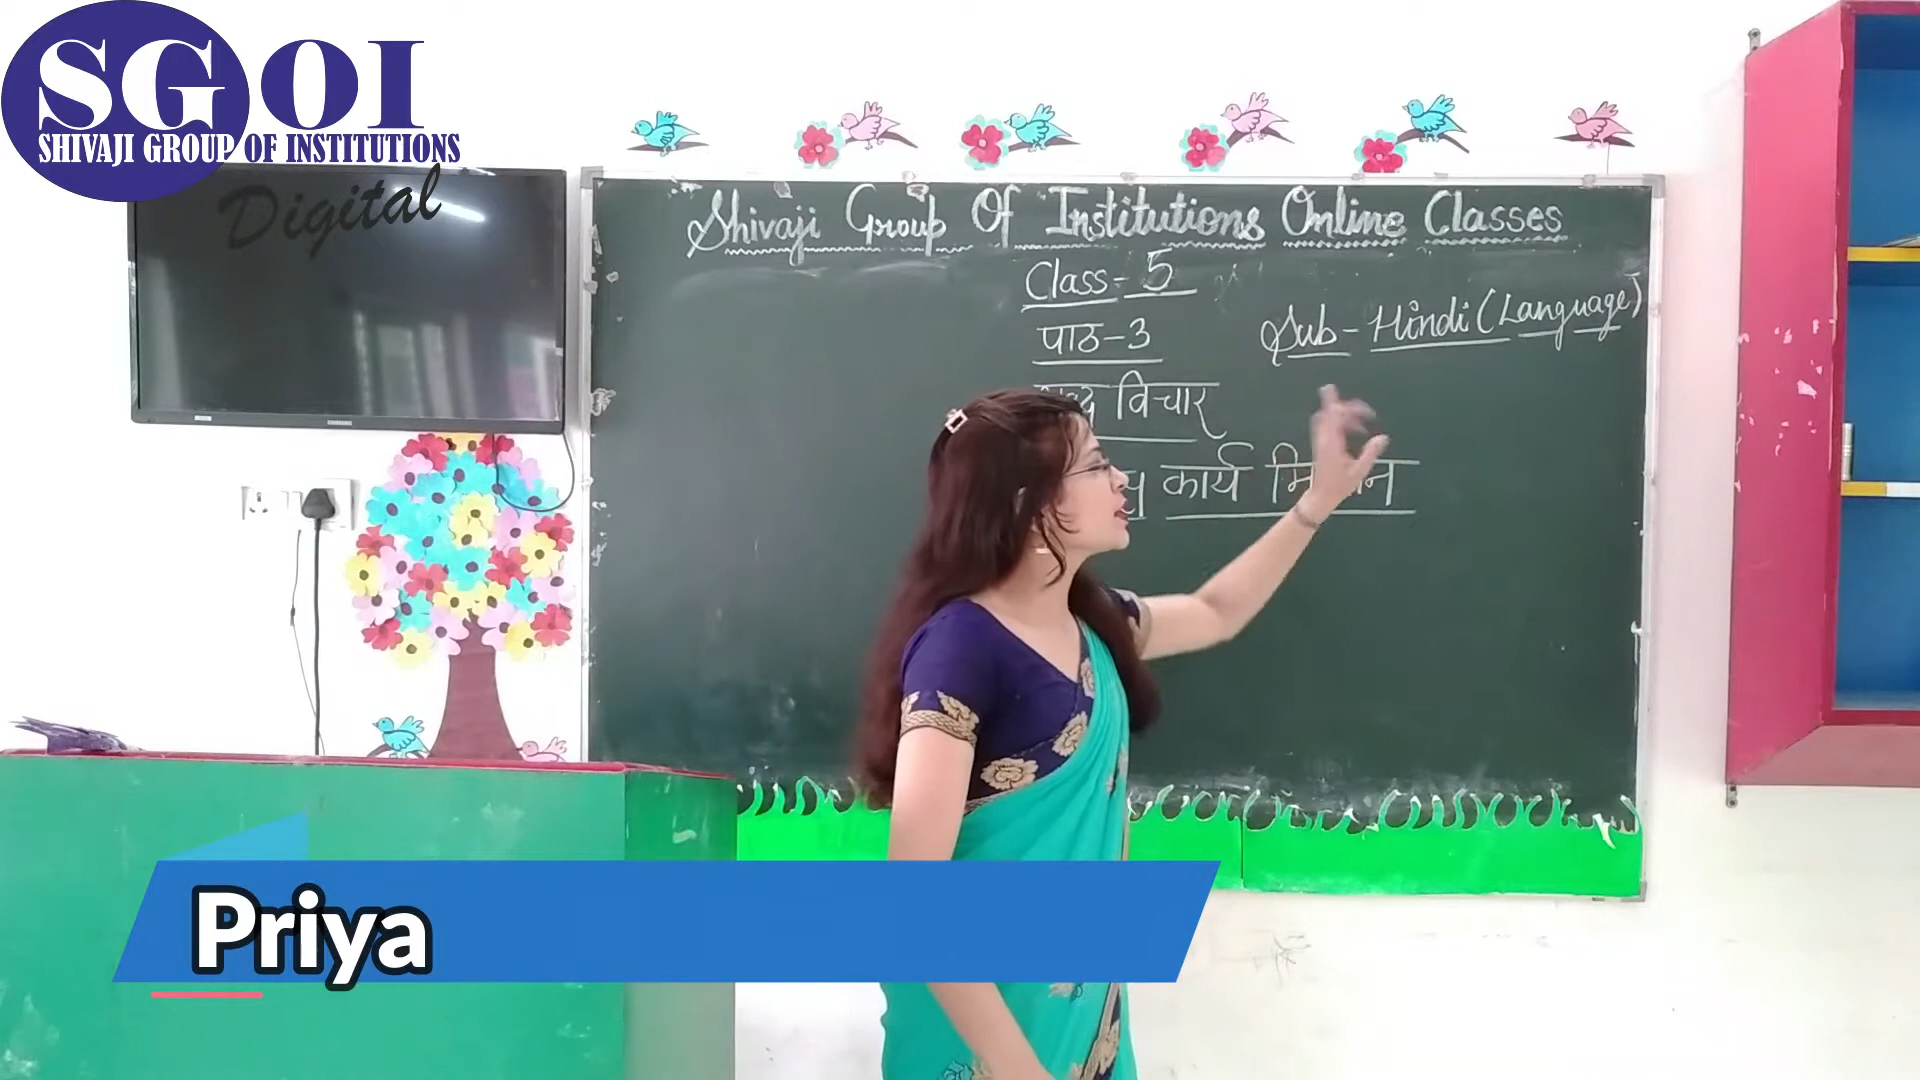 SGOI
SHIVAJI GROUP OF INSTITUTIONS
Digital
Shivaji Group Of Institutions Online Classes
Class - 5
पाठ-3
Sub - Hindi (Language)
विचार
कार्य
Priya